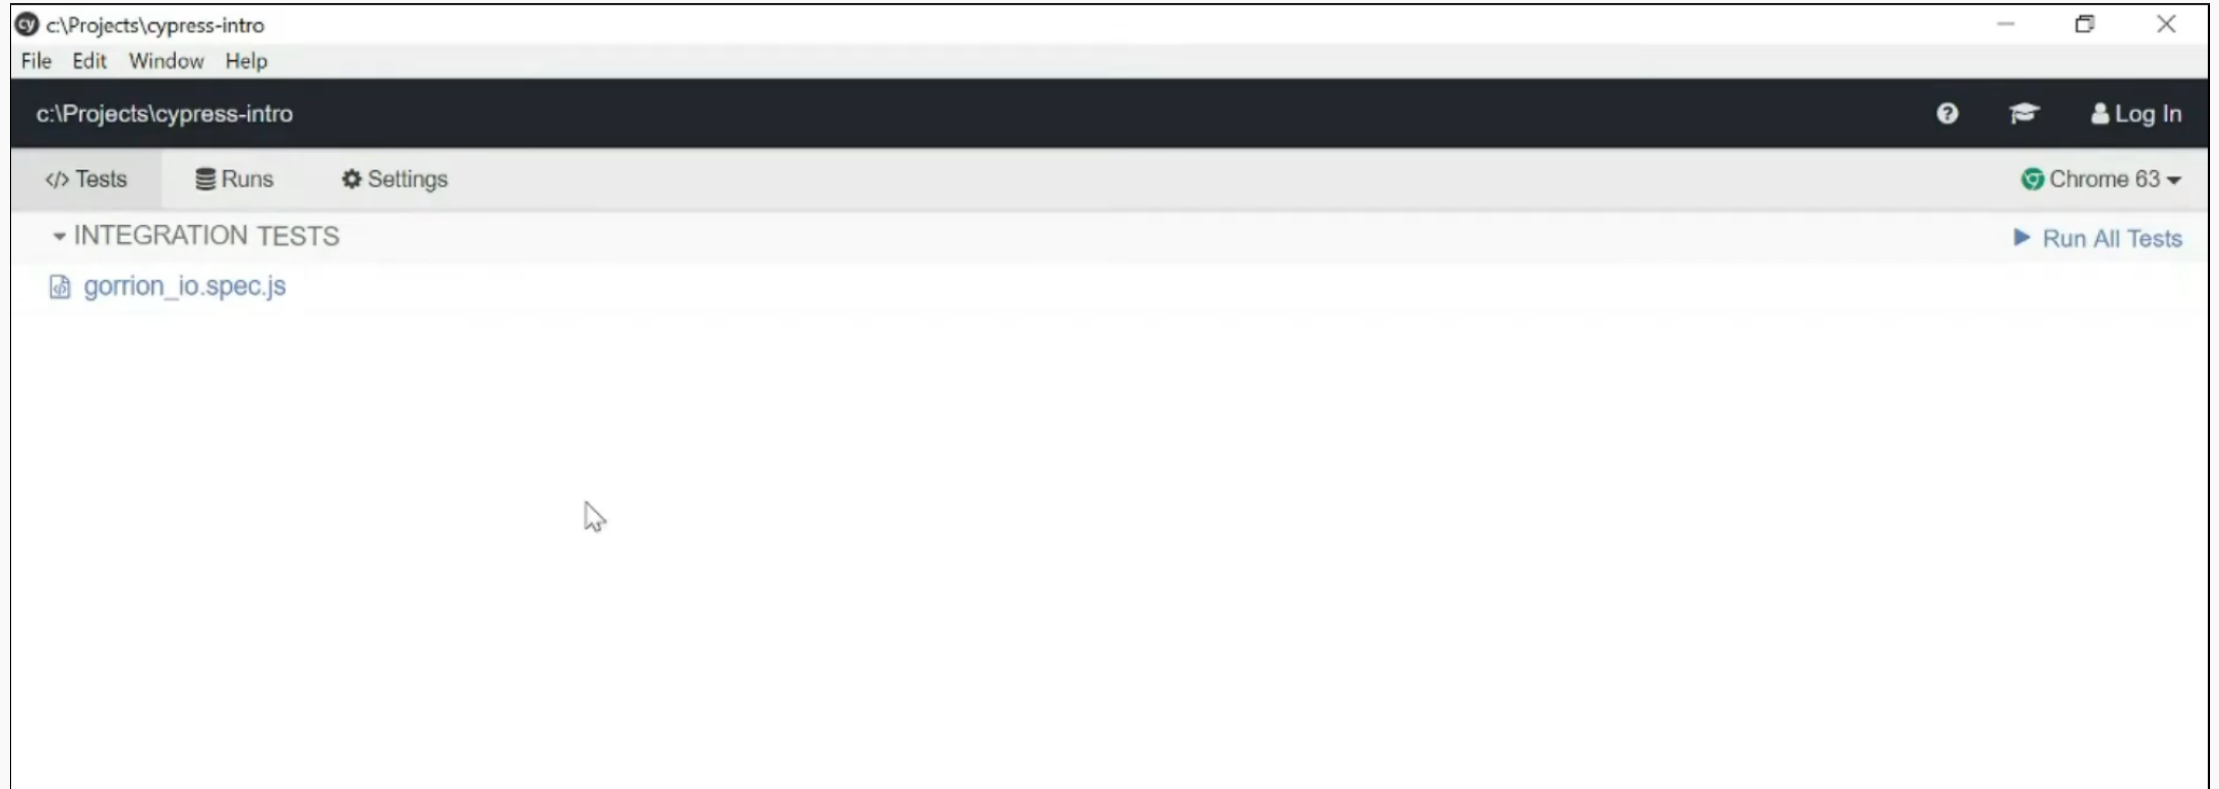 cy c:\Projects\cypress-intro
File Edit Window Help
c:\Projects\cypress-intro ? Log In
</> Tests Runs Settings Chrome 63
INTEGRATION TESTS Run All Tests
gorrion_io.spec.js